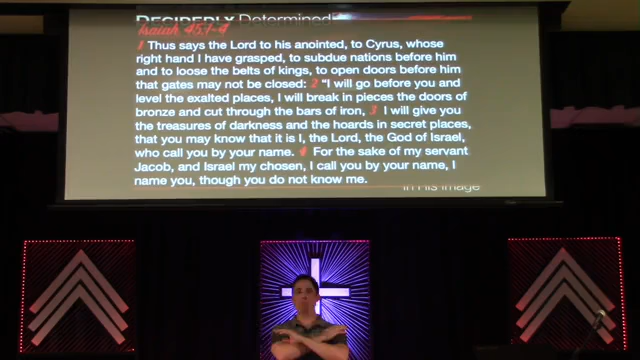 DECIDEDLY Determined
Isaiah 45:1-4
1 Thus says the Lord to his anointed, to Cyrus, whose
right hand I have grasped, to subdue nations before him
and to loose the belts of kings, to open doors before him
that gates may not be closed: 2 “I will go before you and
level the exalted places, I will break in pieces the doors of
bronze and cut through the bars of iron, 3 I will give you
the treasures of darkness and the hoards in secret places,
that you may know that it is I, the Lord, the God of Israel,
who call you by your name. 4 For the sake of my servant
Jacob, and Israel my chosen, I call you by your name, I
name you, though you do not know me.
In His Image